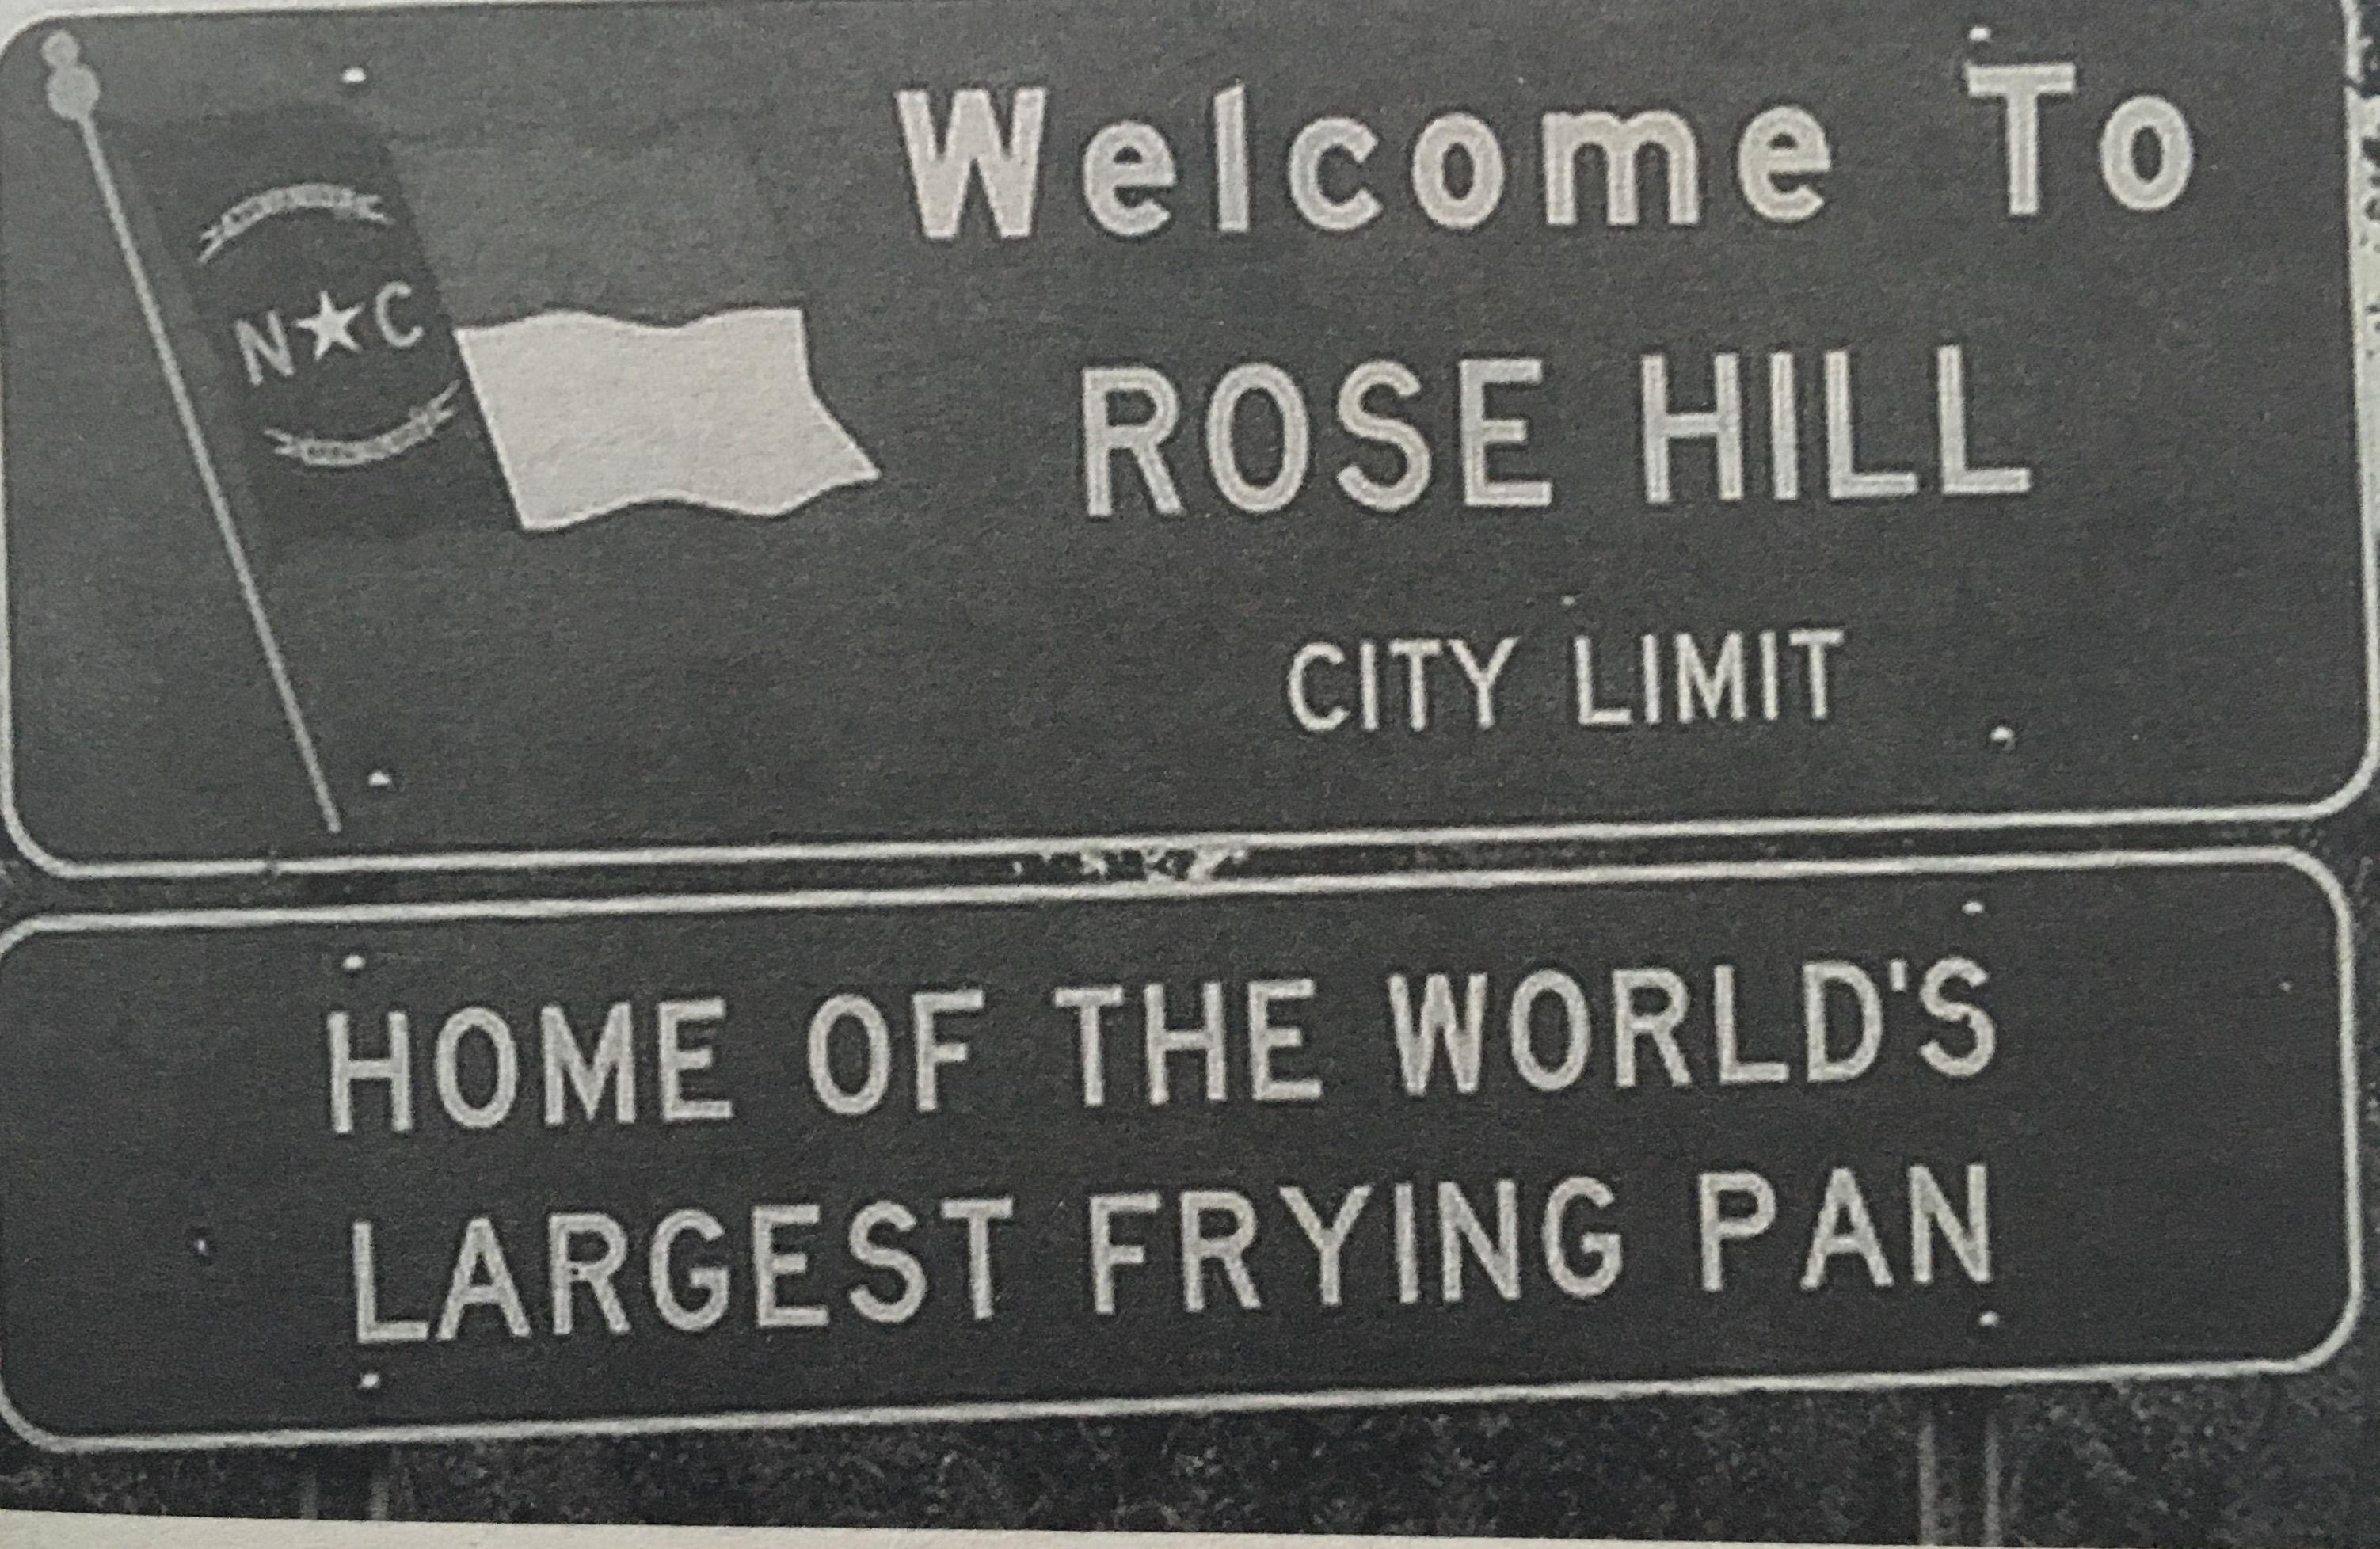 Welcome To
N★C
ROSE HILL
CITY LIMIT
HOME OF THE WORLD'S
LARGEST FRYING PAN